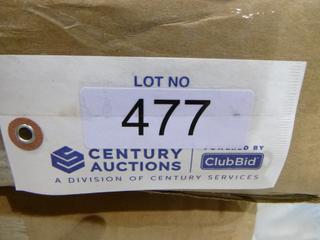 LOT NO
477
CENTURY AUCTIONS
POWERED BY
ClubBid
A DIVISION OF CENTURY SERVICES